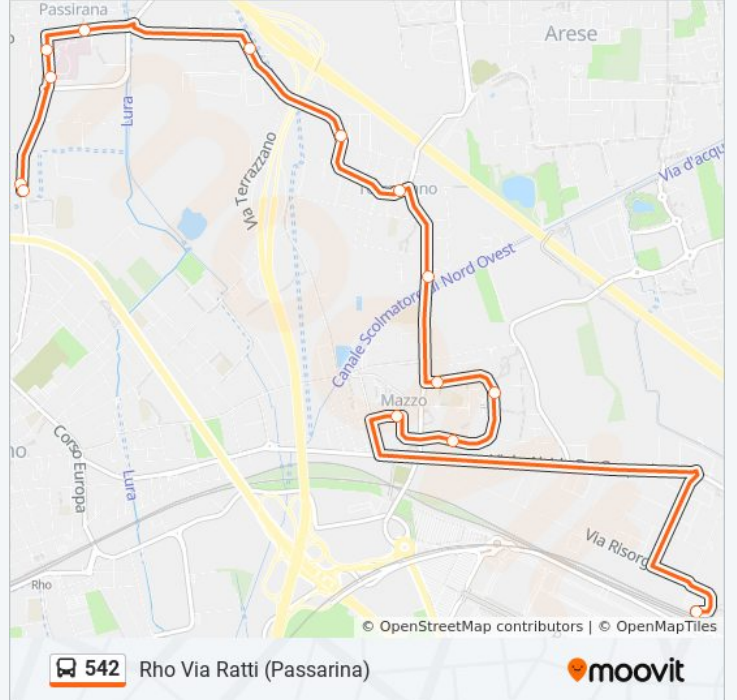 Passirana
Arese
Lura
Via Terrazzano
Via d'acqu
Canale Scolmatore di Nord Ovest
Mazzo
Corso Europa
Lura
Via Risorg
Rho
© OpenStreetMap contributors | © OpenMapTiles
542 Rho Via Ratti (Passarina)
moovit